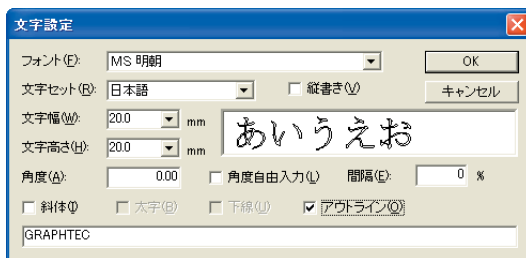 文字設定
フォント(F): MS 明朝 OK
文字セット(R): 日本語 縦書き(V) キャンセル
文字幅(W): 20.0 mm あいうえお
文字高さ(H): 20.0 mm
角度(A): 0.00 角度自由入力(L) 間隔(E): 0 %
斜体(I) 太字(B) 下線(U) アウトライン(O)
GRAPHTEC